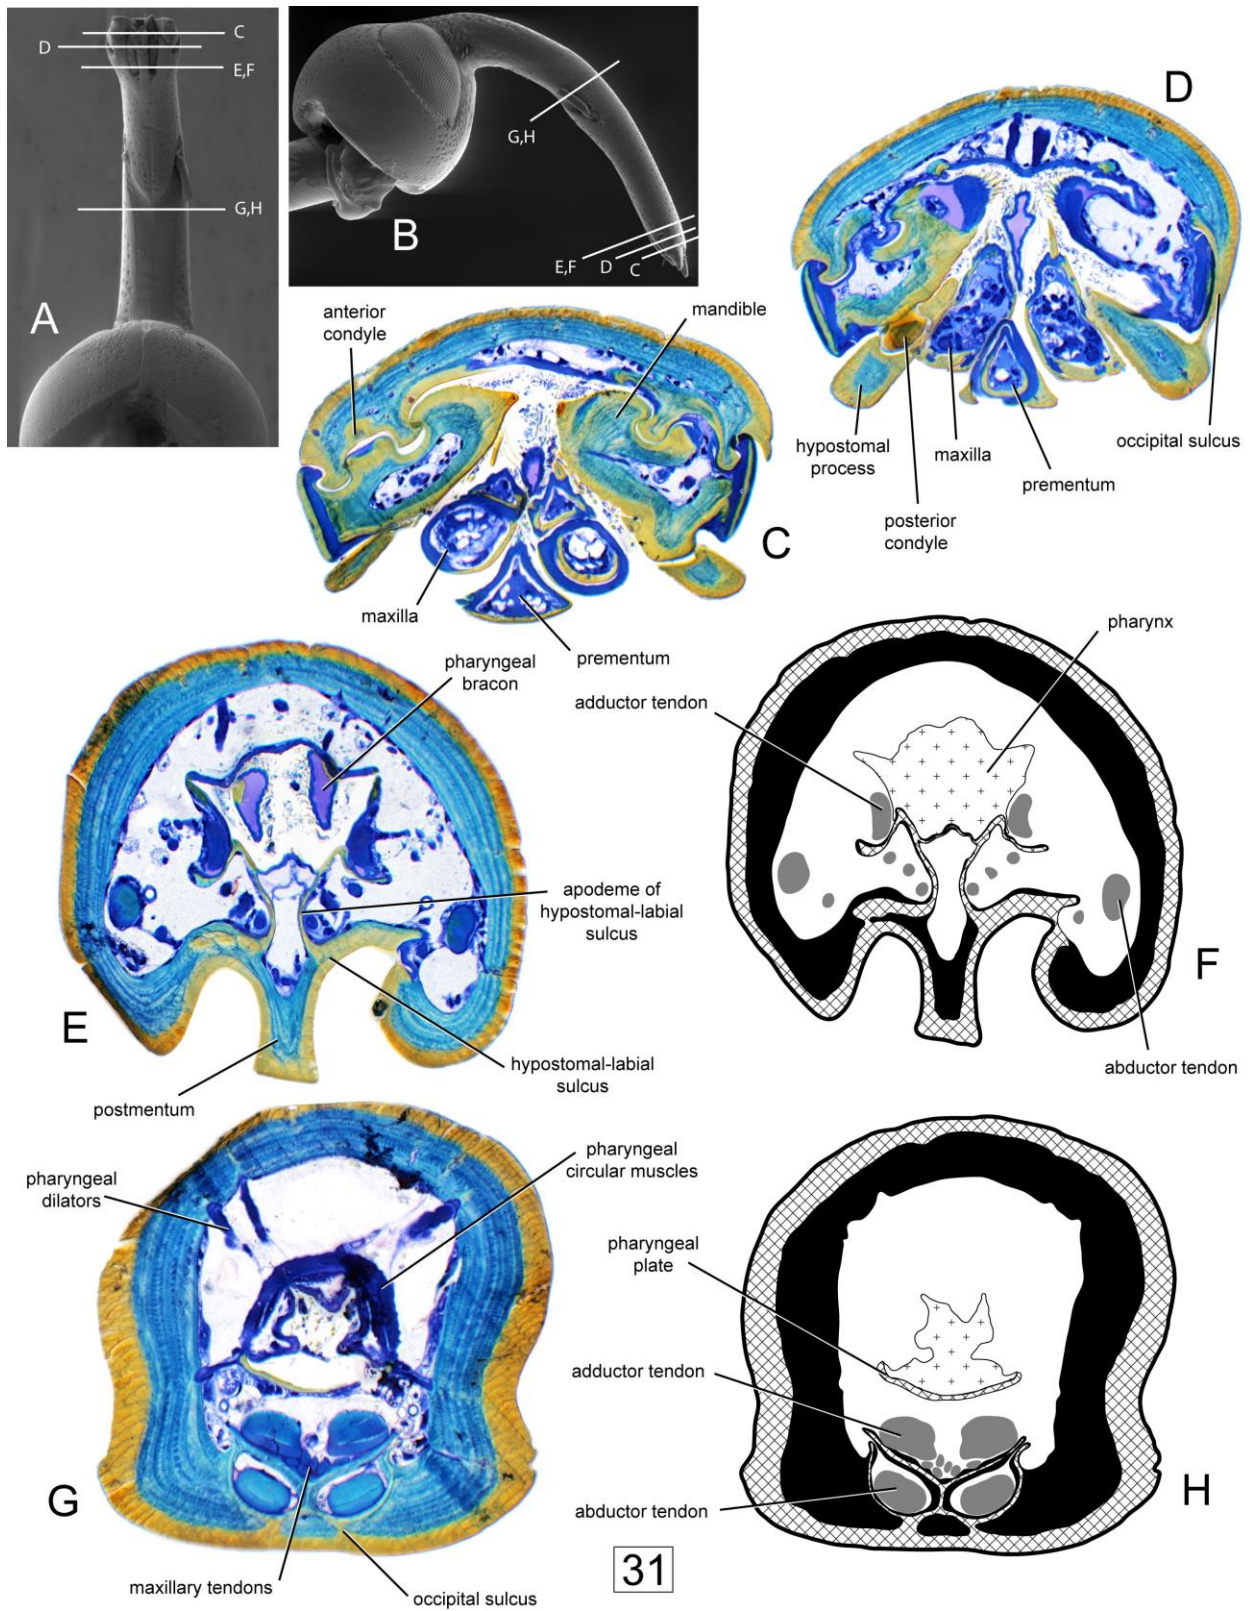 C
D
E,F
G,H
A
G,H
B
E,F
D
C
D
anterior
condyle
mandible
hypostomal
process
maxilla
posterior
condyle
prementum
occipital sulcus
C
maxilla
prementum
pharyngeal
bracon
apodeme of
hypostomal-labial
sulcus
E
hypostomal-labial
sulcus
postmentum
pharynx
adductor tendon
F
abductor tendon
pharyngeal
dilators
pharyngeal
circular muscles
G
maxillary tendons
occipital sulcus
pharyngeal
plate
adductor tendon
abductor tendon
H
31